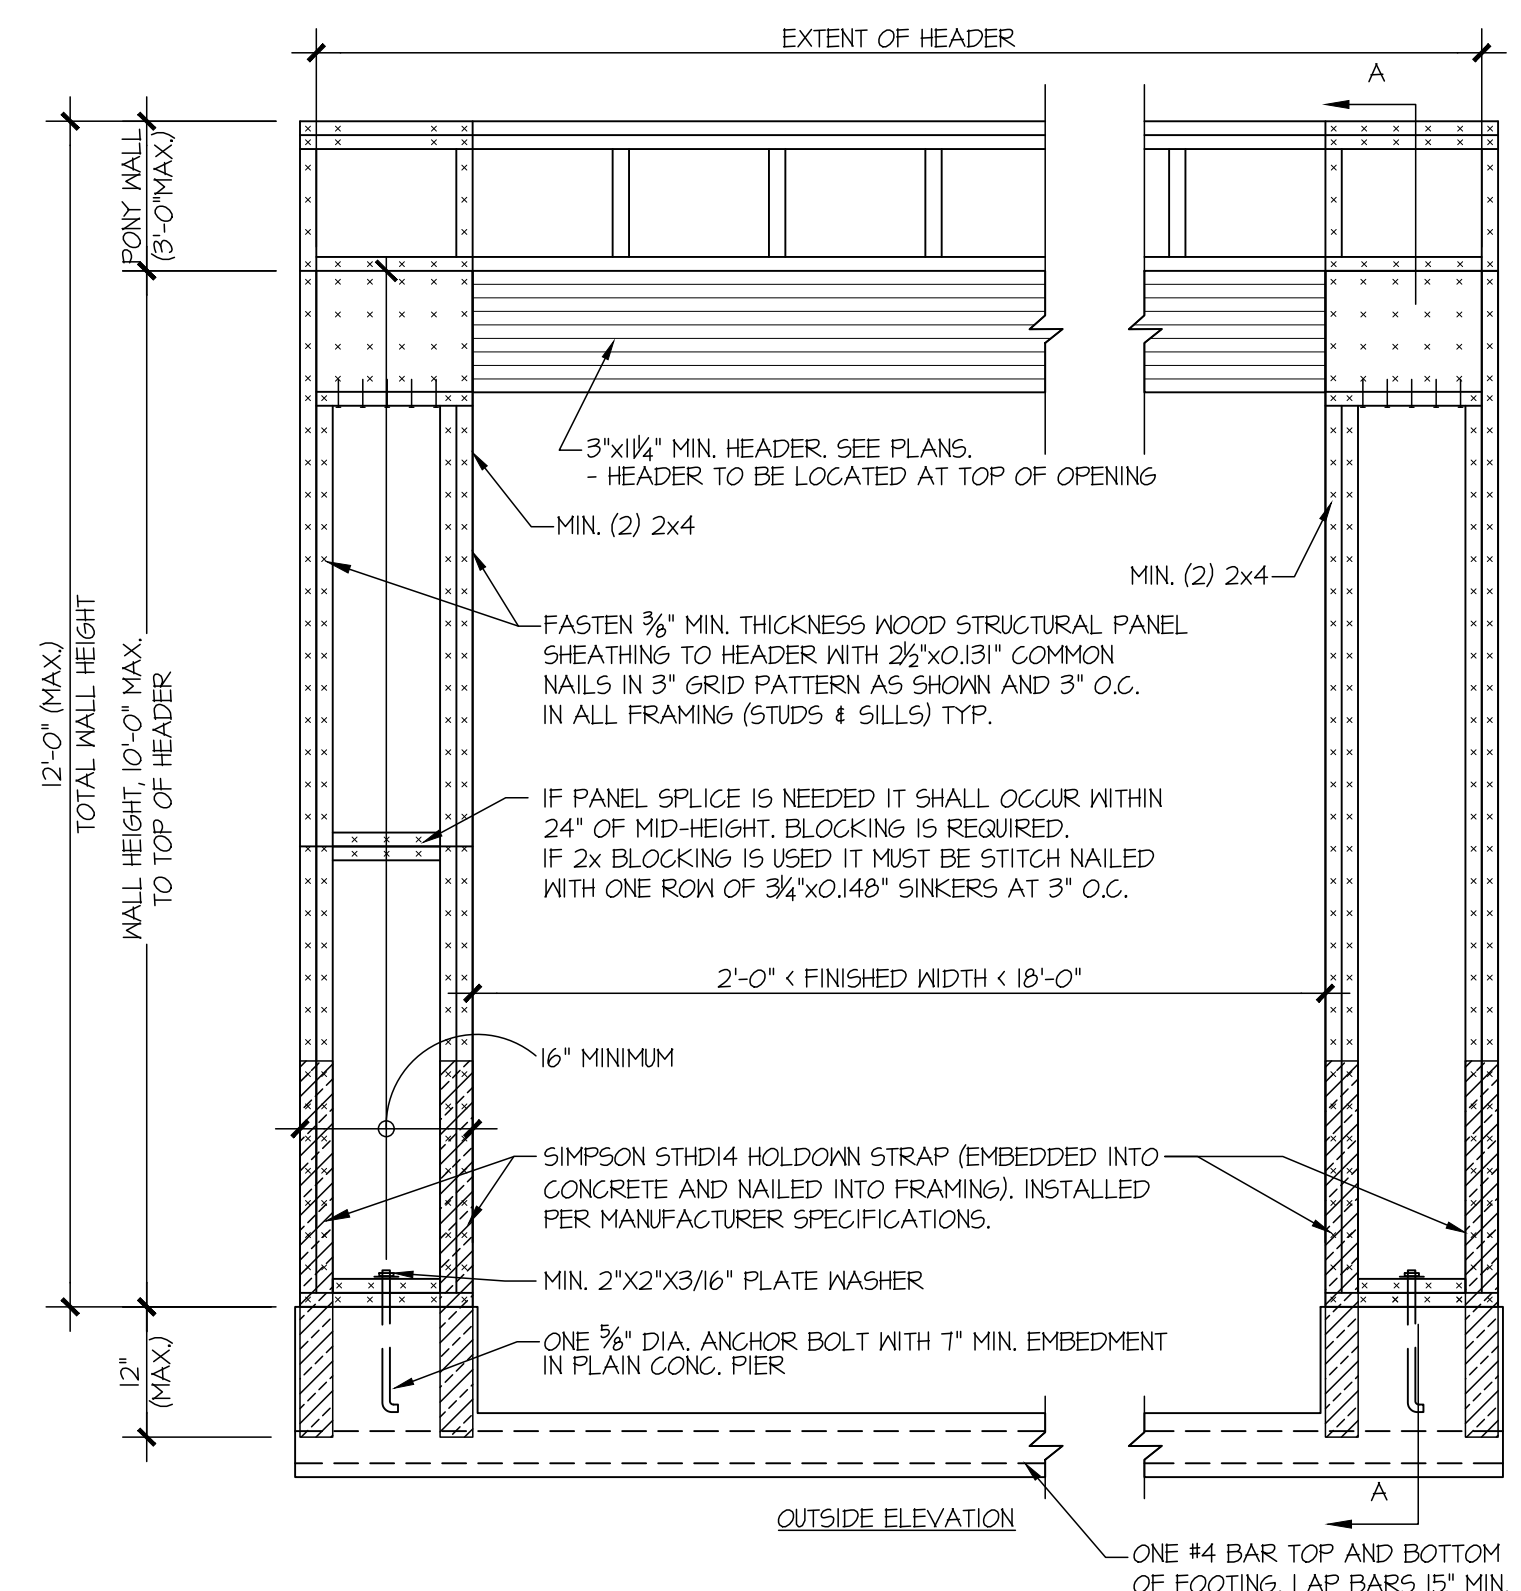 EXTENT OF HEADER
A
PONY WALL
(3'-0"MAX.)
12'-0" (MAX.)
TOTAL WALL HEIGHT
WALL HEIGHT, 10'-0" MAX.
TO TOP OF HEADER
3"x11¼" MIN. HEADER. SEE PLANS.
- HEADER TO BE LOCATED AT TOP OF OPENING
MIN. (2) 2x4
MIN. (2) 2x4
FASTEN ⅜" MIN. THICKNESS WOOD STRUCTURAL PANEL
SHEATHING TO HEADER WITH 2½"x0.131" COMMON
NAILS IN 3" GRID PATTERN AS SHOWN AND 3" O.C.
IN ALL FRAMING (STUDS & SILLS) TYP.
IF PANEL SPLICE IS NEEDED IT SHALL OCCUR WITHIN
24" OF MID-HEIGHT. BLOCKING IS REQUIRED.
IF 2x BLOCKING IS USED IT MUST BE STITCH NAILED
WITH ONE ROW OF 3¼"x0.148" SINKERS AT 3" O.C.
2'-0" < FINISHED WIDTH < 18'-0"
16" MINIMUM
SIMPSON STHD14 HOLDOWN STRAP (EMBEDDED INTO
CONCRETE AND NAILED INTO FRAMING). INSTALLED
PER MANUFACTURER SPECIFICATIONS.
MIN. 2"X2"X3/16" PLATE WASHER
ONE ⅝" DIA. ANCHOR BOLT WITH 7" MIN. EMBEDMENT
IN PLAIN CONC. PIER
12"
(MAX.)
A
OUTSIDE ELEVATION
ONE #4 BAR TOP AND BOTTOM
OF FOOTING. LAP BARS 15" MIN.